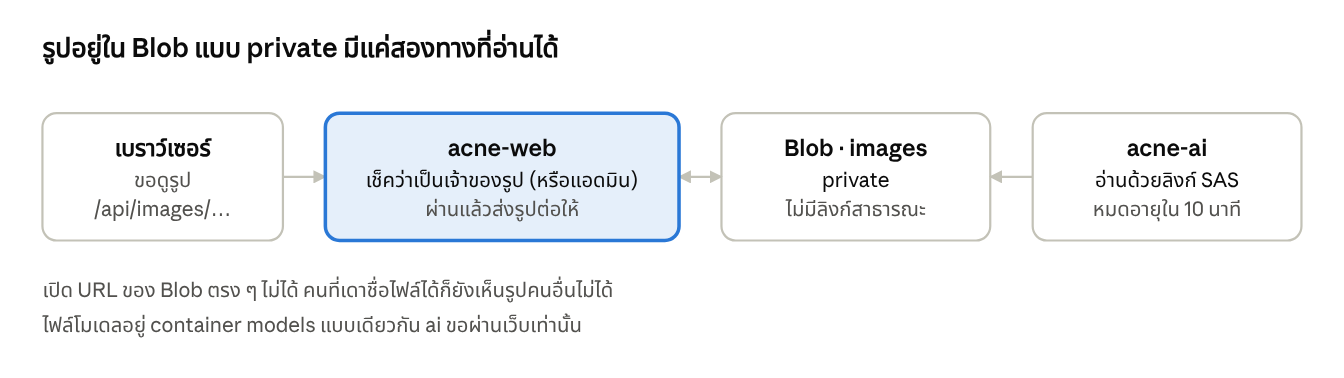 รูปอยู่ใน Blob แบบ private มีแค่สองทางที่อ่านได้
เบราว์เซอร์
ขอดูรูป
/api/images/...
acne-web
เช็คว่าเป็นเจ้าของรูป (หรือแอดมิน)
ผ่านแล้วส่งรูปต่อให้
Blob · images
private
ไม่มีลิงก์สาธารณะ
acne-ai
อ่านด้วยลิงก์ SAS
หมดอายุใน 10 นาที
เปิด URL ของ Blob ตรง ๆ ไม่ได้ คนที่เดาชื่อไฟล์ได้ก็ยังเห็นรูปคนอื่นไม่ได้
ไฟล์โมเดลอยู่ container models แบบเดียวกัน ai ขอผ่านเว็บเท่านั้น